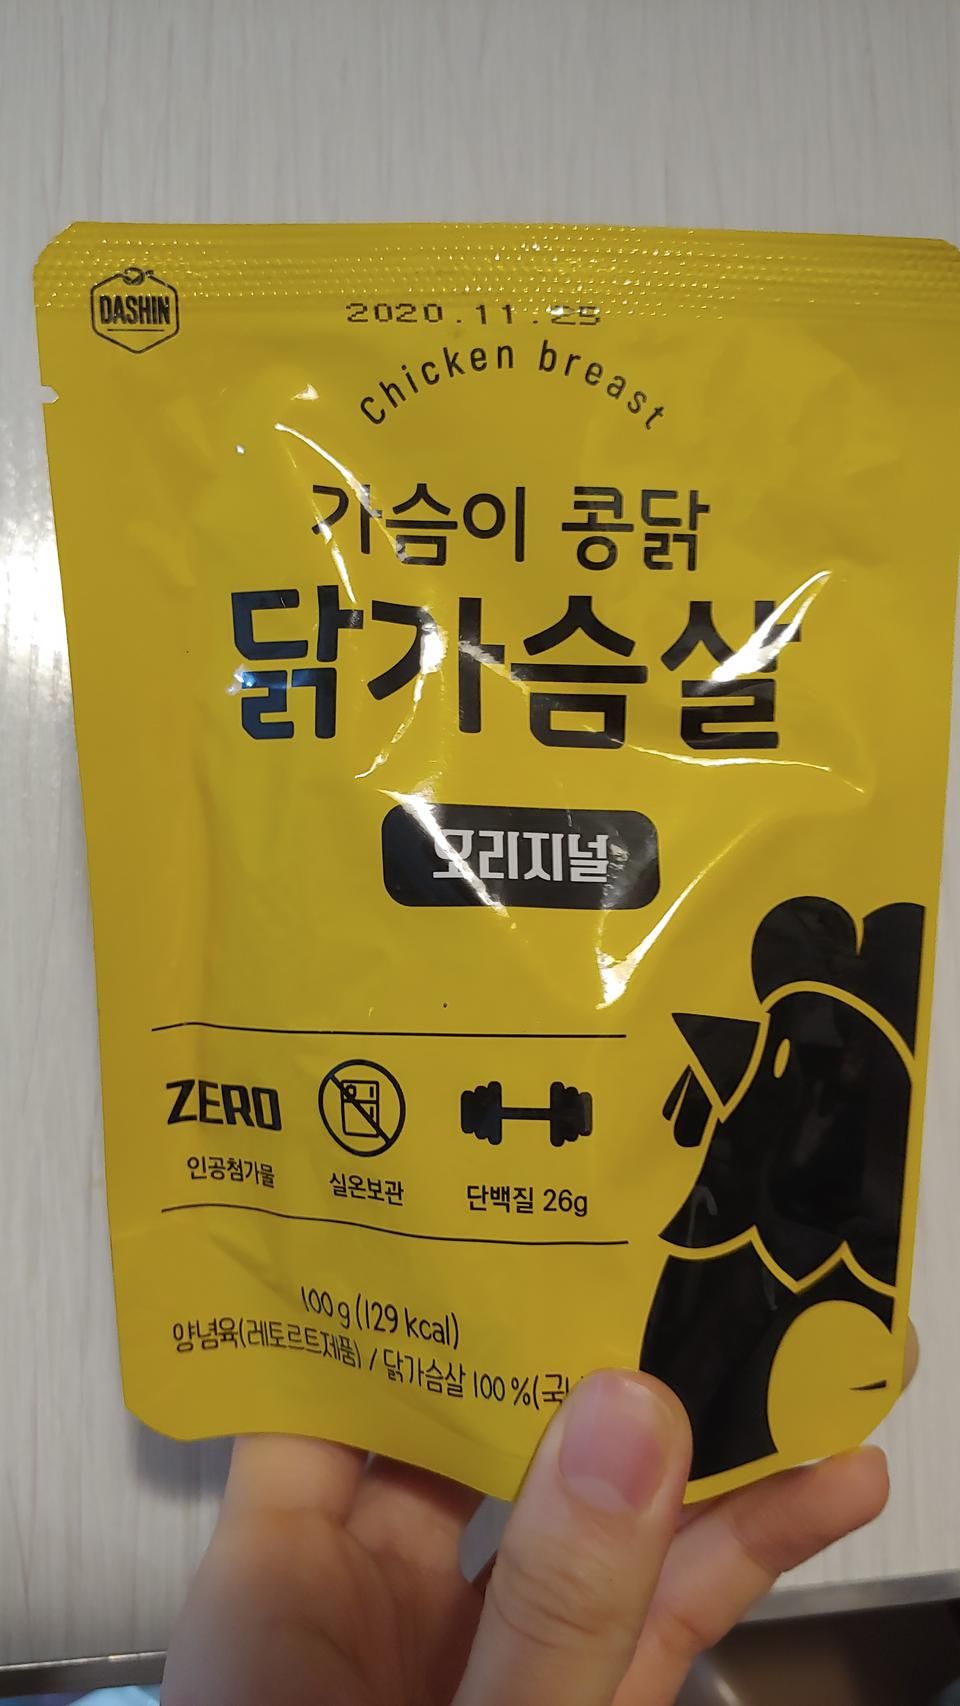 DASHIN
2020.11.25
Chicken breast
가슴이 콩닭
닭가슴살
오리지널
ZERO
인공첨가물
실온보관
단백질 26g
100 g (129 kcal)
양념육(레토르트제품) / 닭가슴살 100 %(